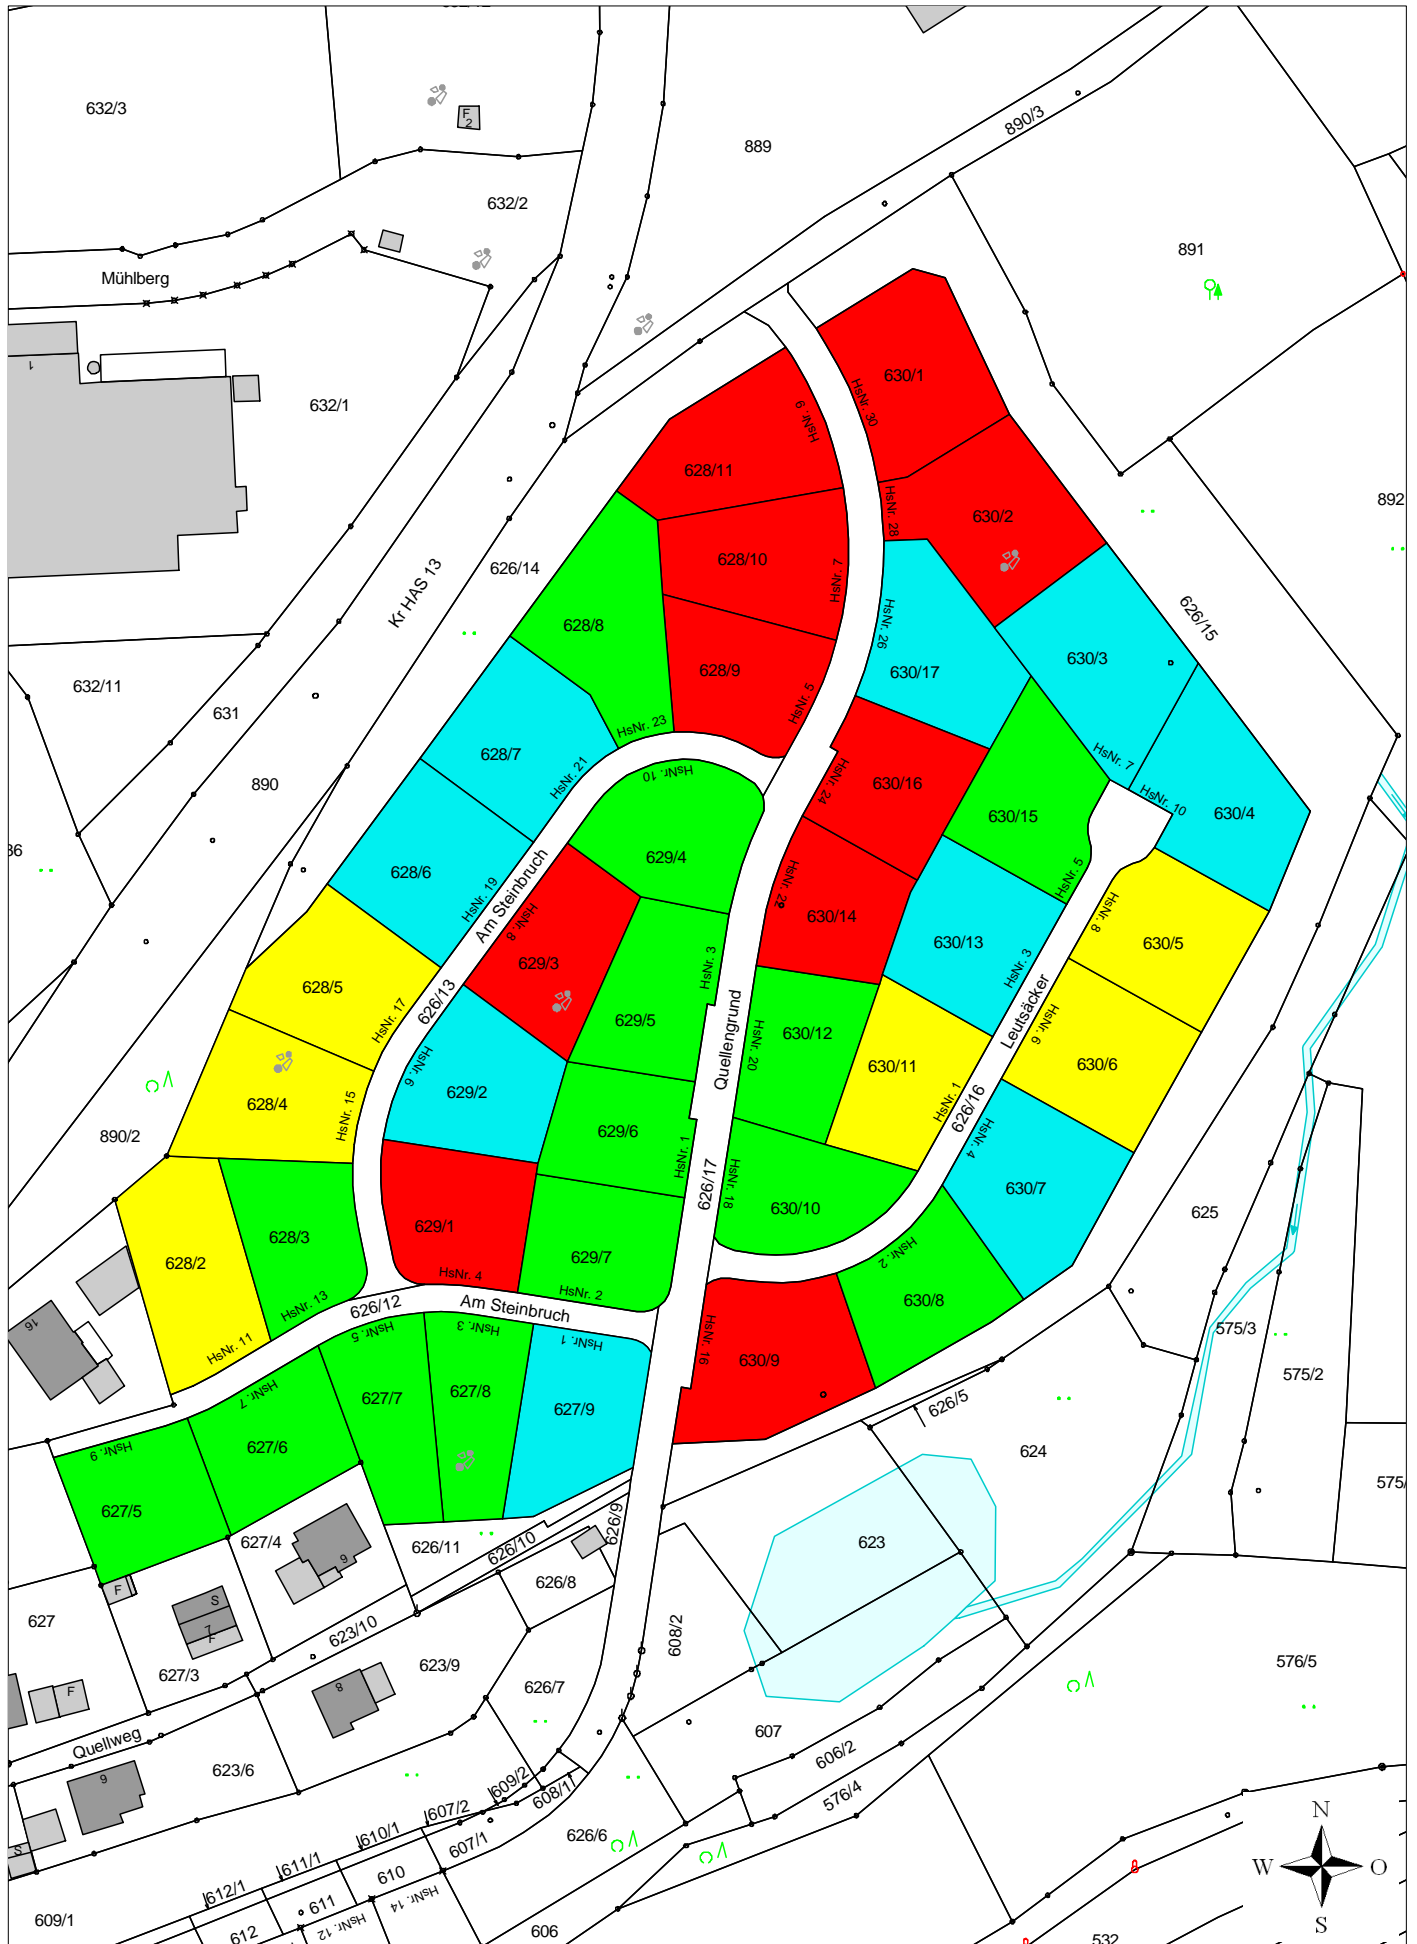 632/3
F
2
889
890/3
632/2
Mühlberg
891
1
632/1
630/1
HsNr. 30
HsNr. 9
628/11
HsNr. 28
630/2
892
628/10
HsNr. 7
626/14
Kr HAS 13
628/8
HsNr. 26
626/15
630/3
628/9
630/17
632/11
HsNr. 5
631
HsNr. 23
628/7
HsNr. 21
HsNr. 10
HsNr. 7
890
HsNr. 24
630/16
HsNr. 10
630/4
630/15
36
629/4
628/6
HsNr. 19
HsNr. 5
Am Steinbruch
HsNr. 8
HsNr. 22
630/14
HsNr. 8
630/13
630/5
629/3
HsNr. 3
HsNr. 3
628/5
626/13
HsNr. 17
629/5
Quellengrund
Leutsäcker
630/12
HsNr. 20
HsNr. 6
HsNr. 6
630/11
630/6
629/2
628/4
HsNr. 15
HsNr. 1
626/16
890/2
629/6
HsNr. 1
HsNr. 4
626/17
HsNr. 18
630/7
630/10
625
629/1
628/3
628/2
629/7
HsNr. 2
HsNr. 4
HsNr. 2
630/8
HsNr. 13
626/12
Am Steinbruch
16
HsNr. 11
HsNr. 5
HsNr. 3
HsNr. 1
HsNr. 16
575/3
630/9
575/2
HsNr. 7
627/7
627/8
627/9
626/5
HsNr. 9
627/6
624
575/
627/5
627/4
626/9
626/11
626/10
623
9
F
626/8
S
7
F
627
623/10
608/2
627/3
623/9
576/5
F
8
626/7
Quellweg
607
606/2
623/6
9
609/2
608/1
576/4
607/2
610/1
607/1
626/6
611/1
610
N
W
O
S
S
612/1
611
HsNr. 14
HsNr. 12
609/1
612
606
532